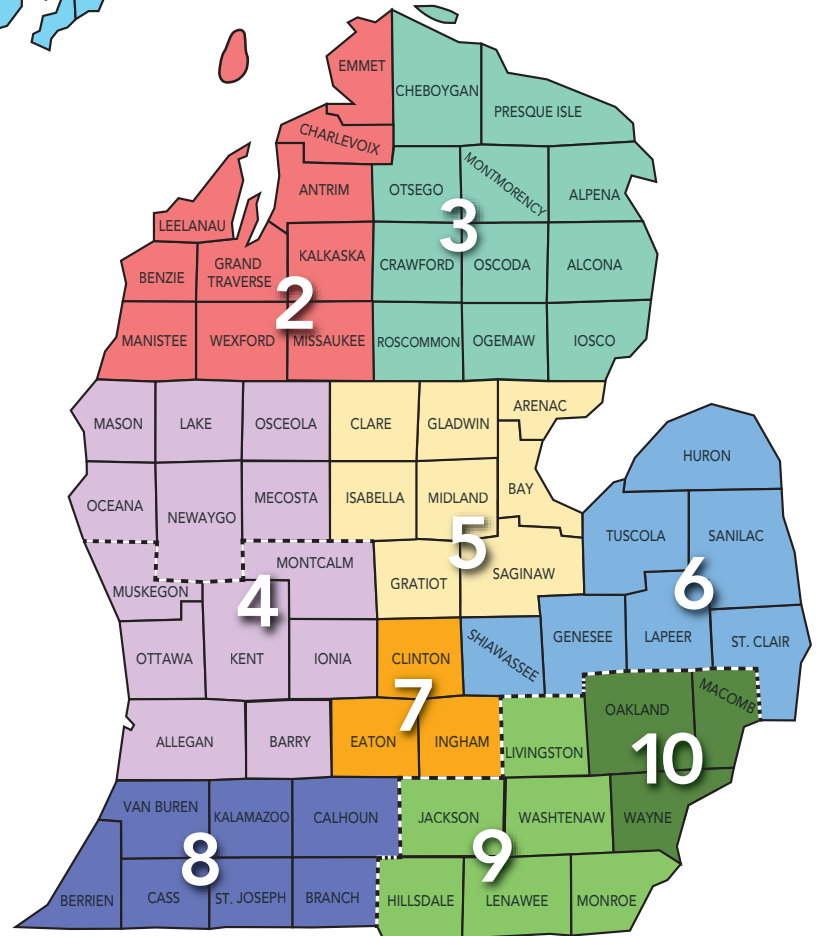 EMMET
CHEBOYGAN
PRESQUE ISLE
CHARLEVOIX
ANTRIM
OTSEGO
MONTMORENCY
ALPENA
LEELANAU
3
BENZIE
GRAND
TRAVERSE
KALKASKA
CRAWFORD
OSCODA
ALCONA
2
MANISTEE
WEXFORD
MISSAUKEE
ROSCOMMON
OGEMAW
IOSCO
MASON
LAKE
OSCEOLA
CLARE
GLADWIN
ARENAC
HURON
OCEANA
NEWAYGO
MECOSTA
ISABELLA
MIDLAND
BAY
TUSCOLA
SANILAC
5
MUSKEGON
MONTCALM
GRATIOT
SAGINAW
6
4
OTTAWA
KENT
IONIA
CLINTON
SHIAWASSEE
GENESEE
LAPEER
ST. CLAIR
7
ALLEGAN
BARRY
EATON
INGHAM
LIVINGSTON
OAKLAND
MACOMB
10
VAN BUREN
KALAMAZOO
CALHOUN
JACKSON
WASHTENAW
WAYNE
8
9
BERRIEN
CASS
ST. JOSEPH
BRANCH
HILLSDALE
LENAWEE
MONROE